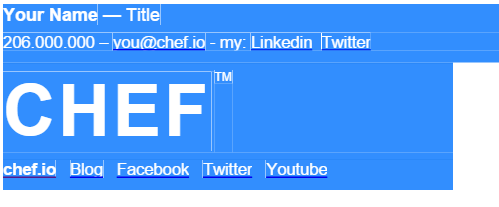 Your Name — Title
206.000.000 – you@chef.io - my: Linkedin Twitter
CHEF™
chef.io Blog Facebook Twitter Youtube